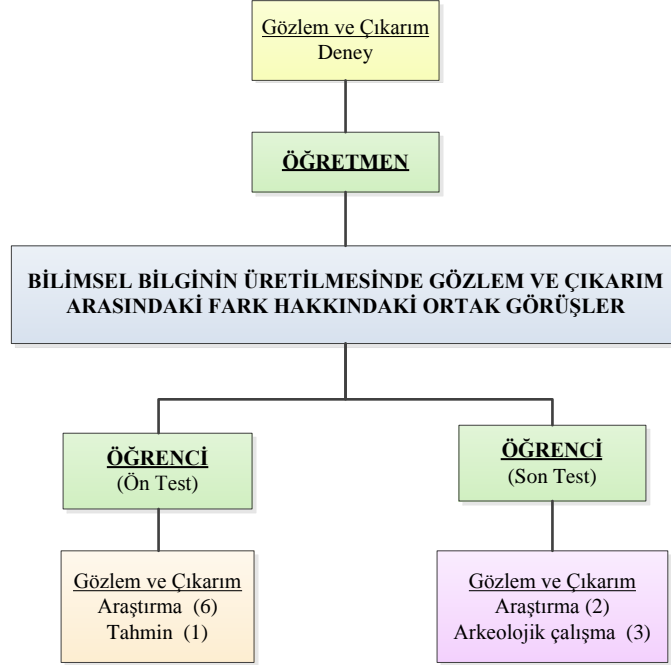 Gözlem ve Çıkarım
Deney
ÖĞRETMEN
BİLİMSEL BİLGİNİN ÜRETİLMESİNDE GÖZLEM VE ÇIKARIM
ARASINDAKİ FARK HAKKINDAKİ ORTAK GÖRÜŞLER
ÖĞRENCİ
(Ön Test)
ÖĞRENCİ
(Son Test)
Gözlem ve Çıkarım
Araştırma (6)
Tahmin (1)
Gözlem ve Çıkarım
Araştırma (2)
Arkeolojik çalışma (3)